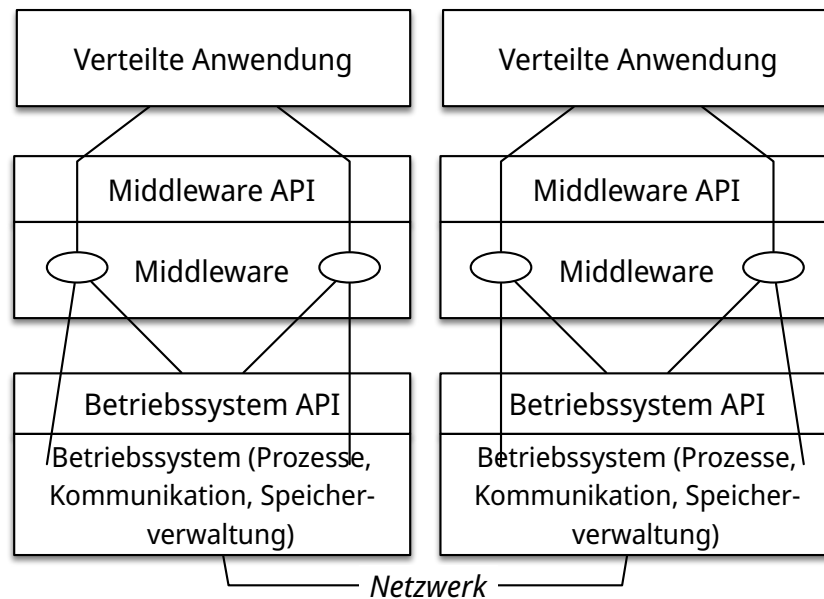 Verteilte Anwendung
Middleware API
Middleware
Betriebssystem API
Betriebssystem (Prozesse,
Kommunikation, Speicher-
verwaltung)
Verteilte Anwendung
Middleware API
Middleware
Betriebssystem API
Betriebssystem (Prozesse,
Kommunikation, Speicher-
verwaltung)
Netzwerk